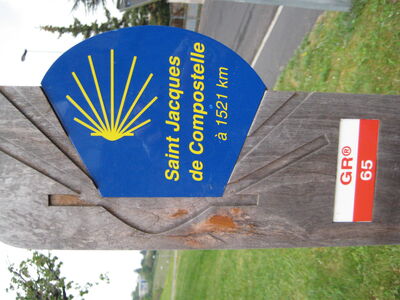 Saint Jacques
de Compostelle
à 1521 km
GR®
65